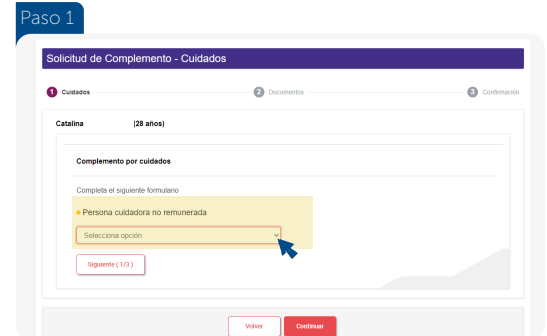 Paso 1
Solicitud de Complemento - Cuidados
1 Cuidados 2 Documentos 3 Confirmación
Catalina (28 años)
Complemento por cuidados
Completa el siguiente formulario
Persona cuidadora no remunerada
Selecciona opción
Siguiente ( 1/3 )
Volver Continuar